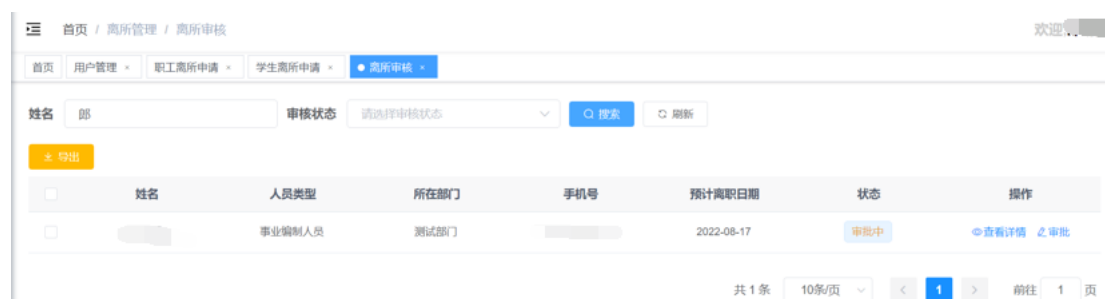 首页 / 离所管理 / 离所审核 欢迎
首页 用户管理 × 职工离所申请 × 学生离所申请 × 离所审核 ×
姓名 郎 审核状态 请选择审核状态 搜索 刷新
导出
姓名 人员类型 所在部门 手机号 预计离职日期 状态 操作
事业编制人员 测试部门 2022-08-17 审批中 查看详情 审批
共 1 条 10条/页 < 1 > 前往 1 页